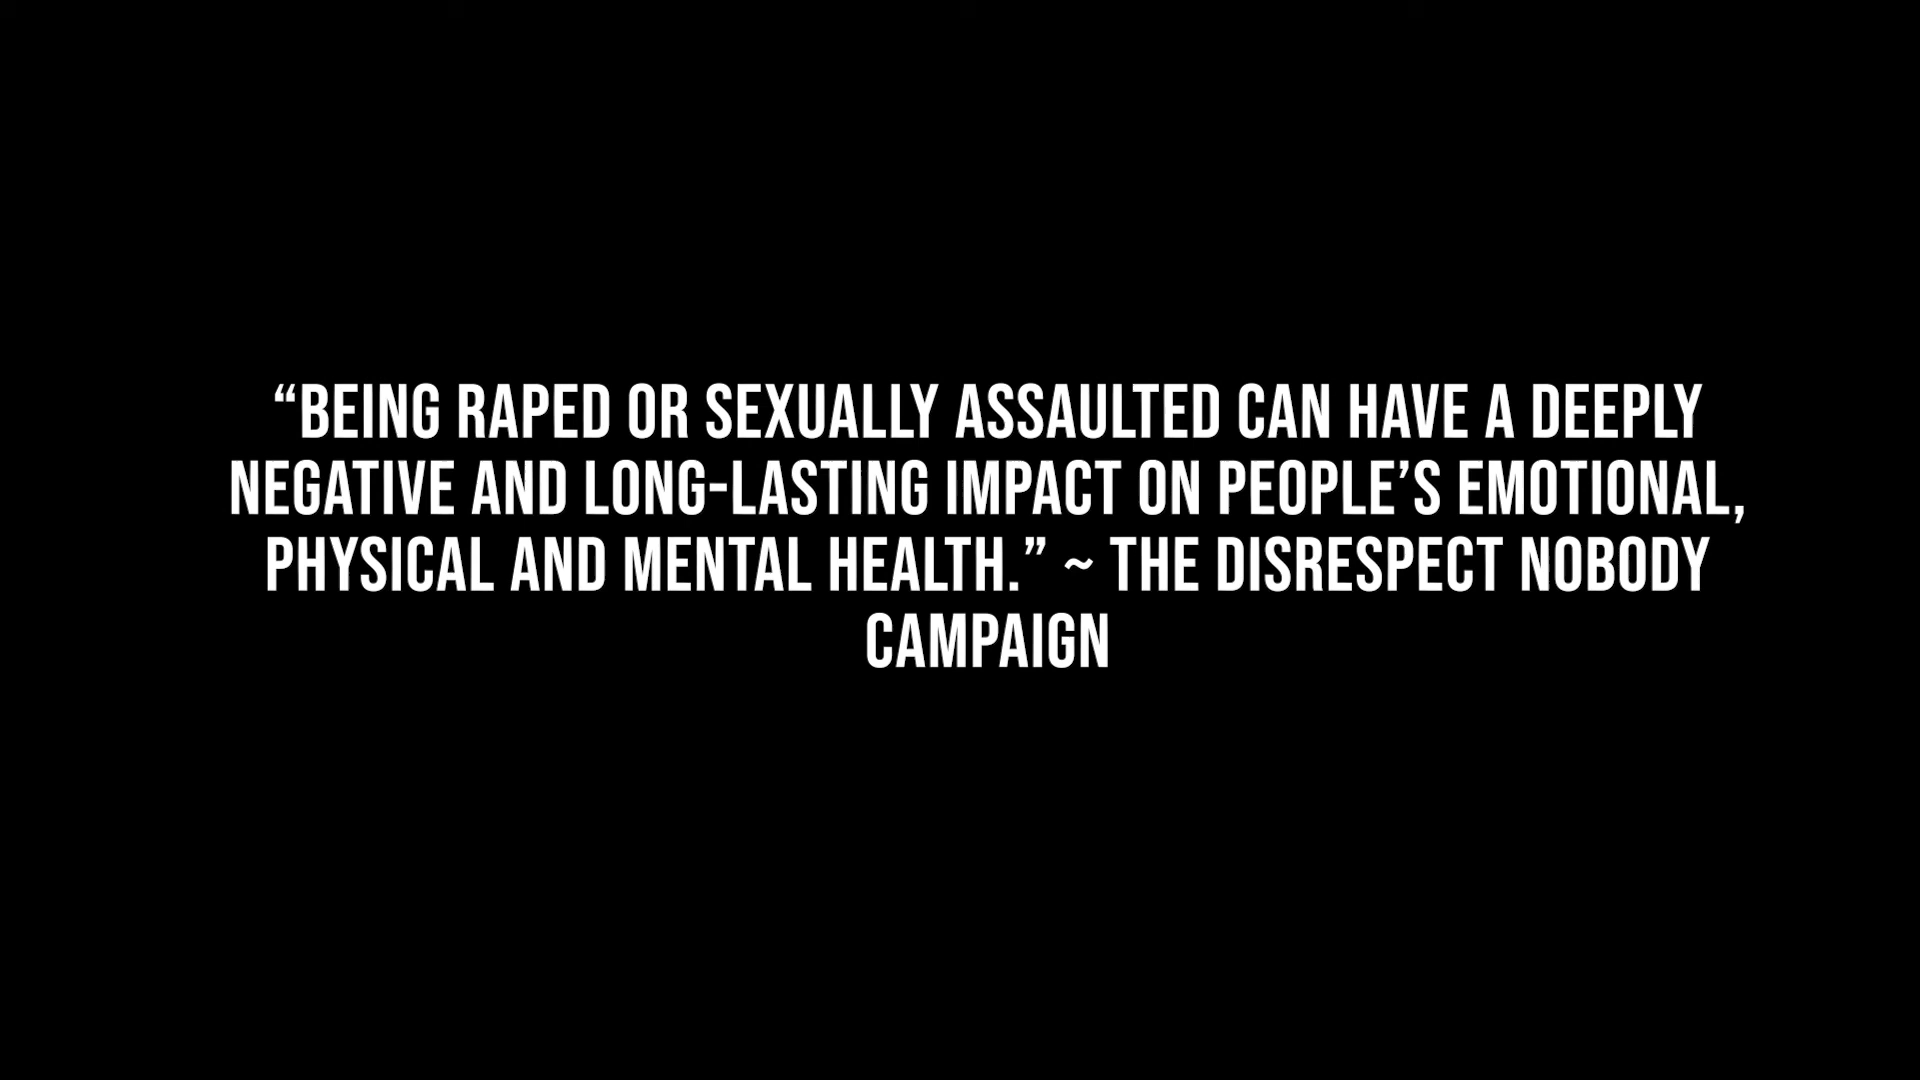 “BEING RAPED OR SEXUALLY ASSAULTED CAN HAVE A DEEPLY
NEGATIVE AND LONG-LASTING IMPACT ON PEOPLE’S EMOTIONAL,
PHYSICAL AND MENTAL HEALTH.” ~ THE DISRESPECT NOBODY
CAMPAIGN